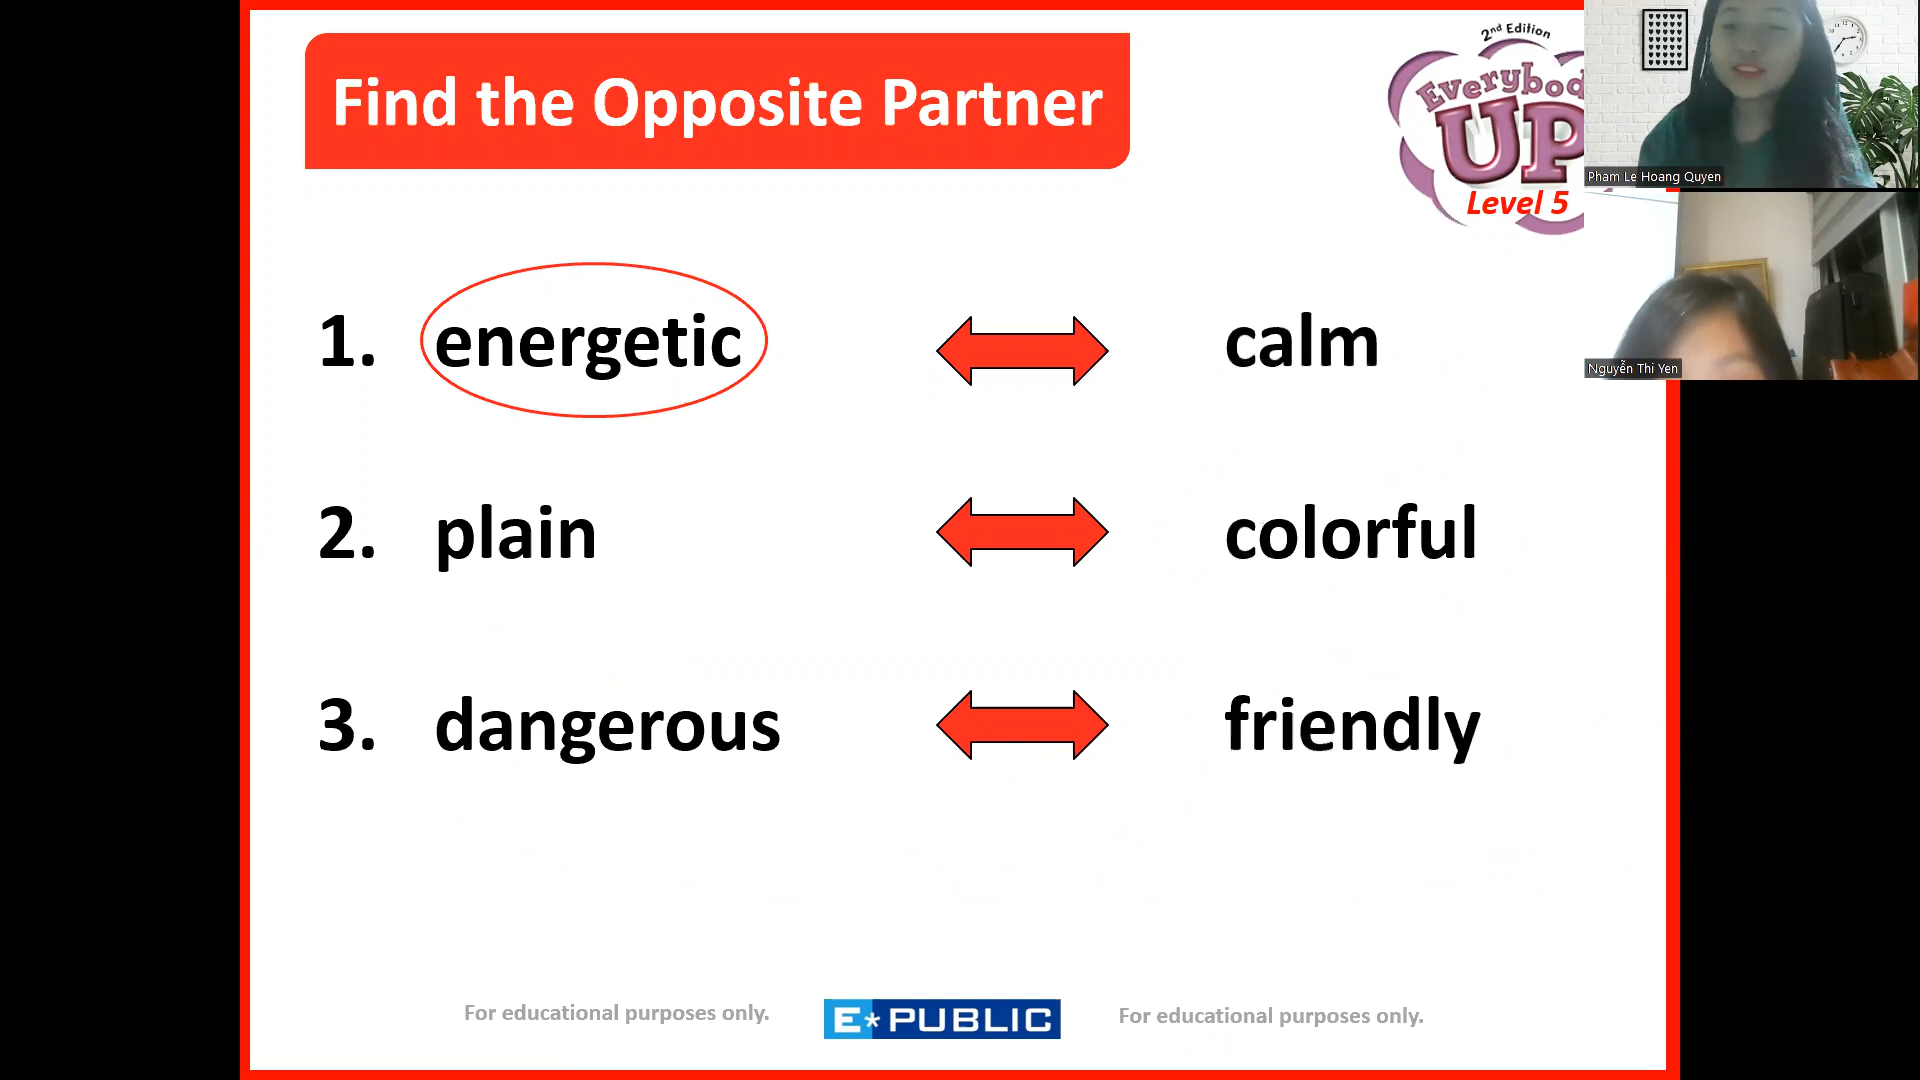 Find the Opposite Partner
2nd Edition
Everybod
UP
Level 5
Pham Le Hoang Quyen
Nguyễn Thi Yen
1. energetic calm
2. plain colorful
3. dangerous friendly
For educational purposes only. E*PUBLIC For educational purposes only.